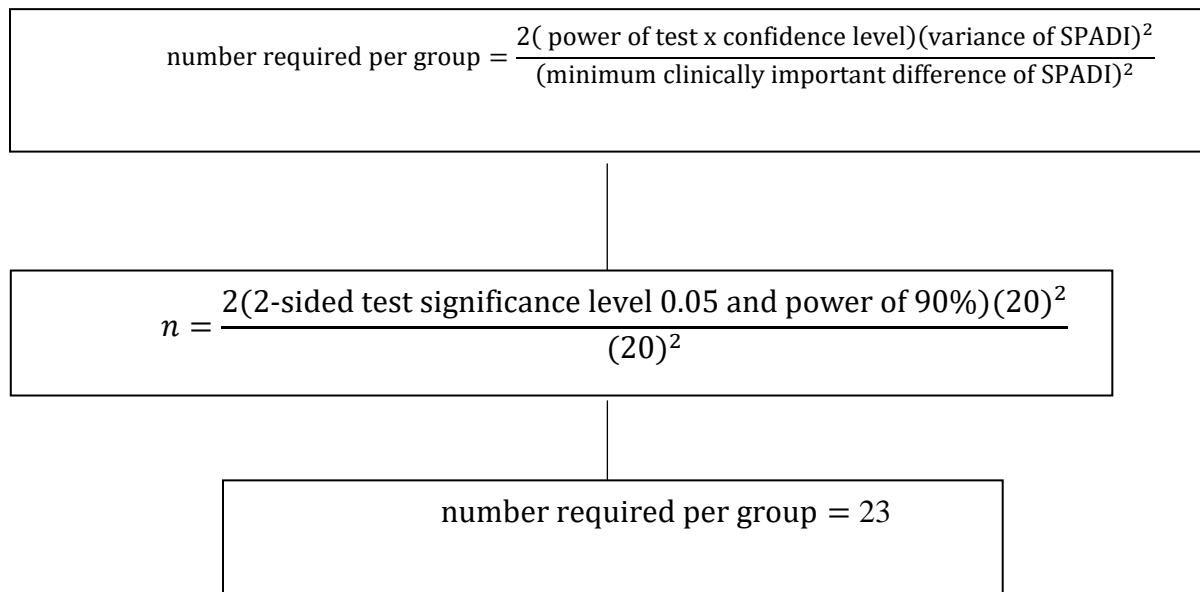 number required per group = 2( power of test x confidence level)(variance of SPADI)² / (minimum clinically important difference of SPADI)²
n = 2(2-sided test significance level 0.05 and power of 90%)(20)² / (20)²
number required per group = 23